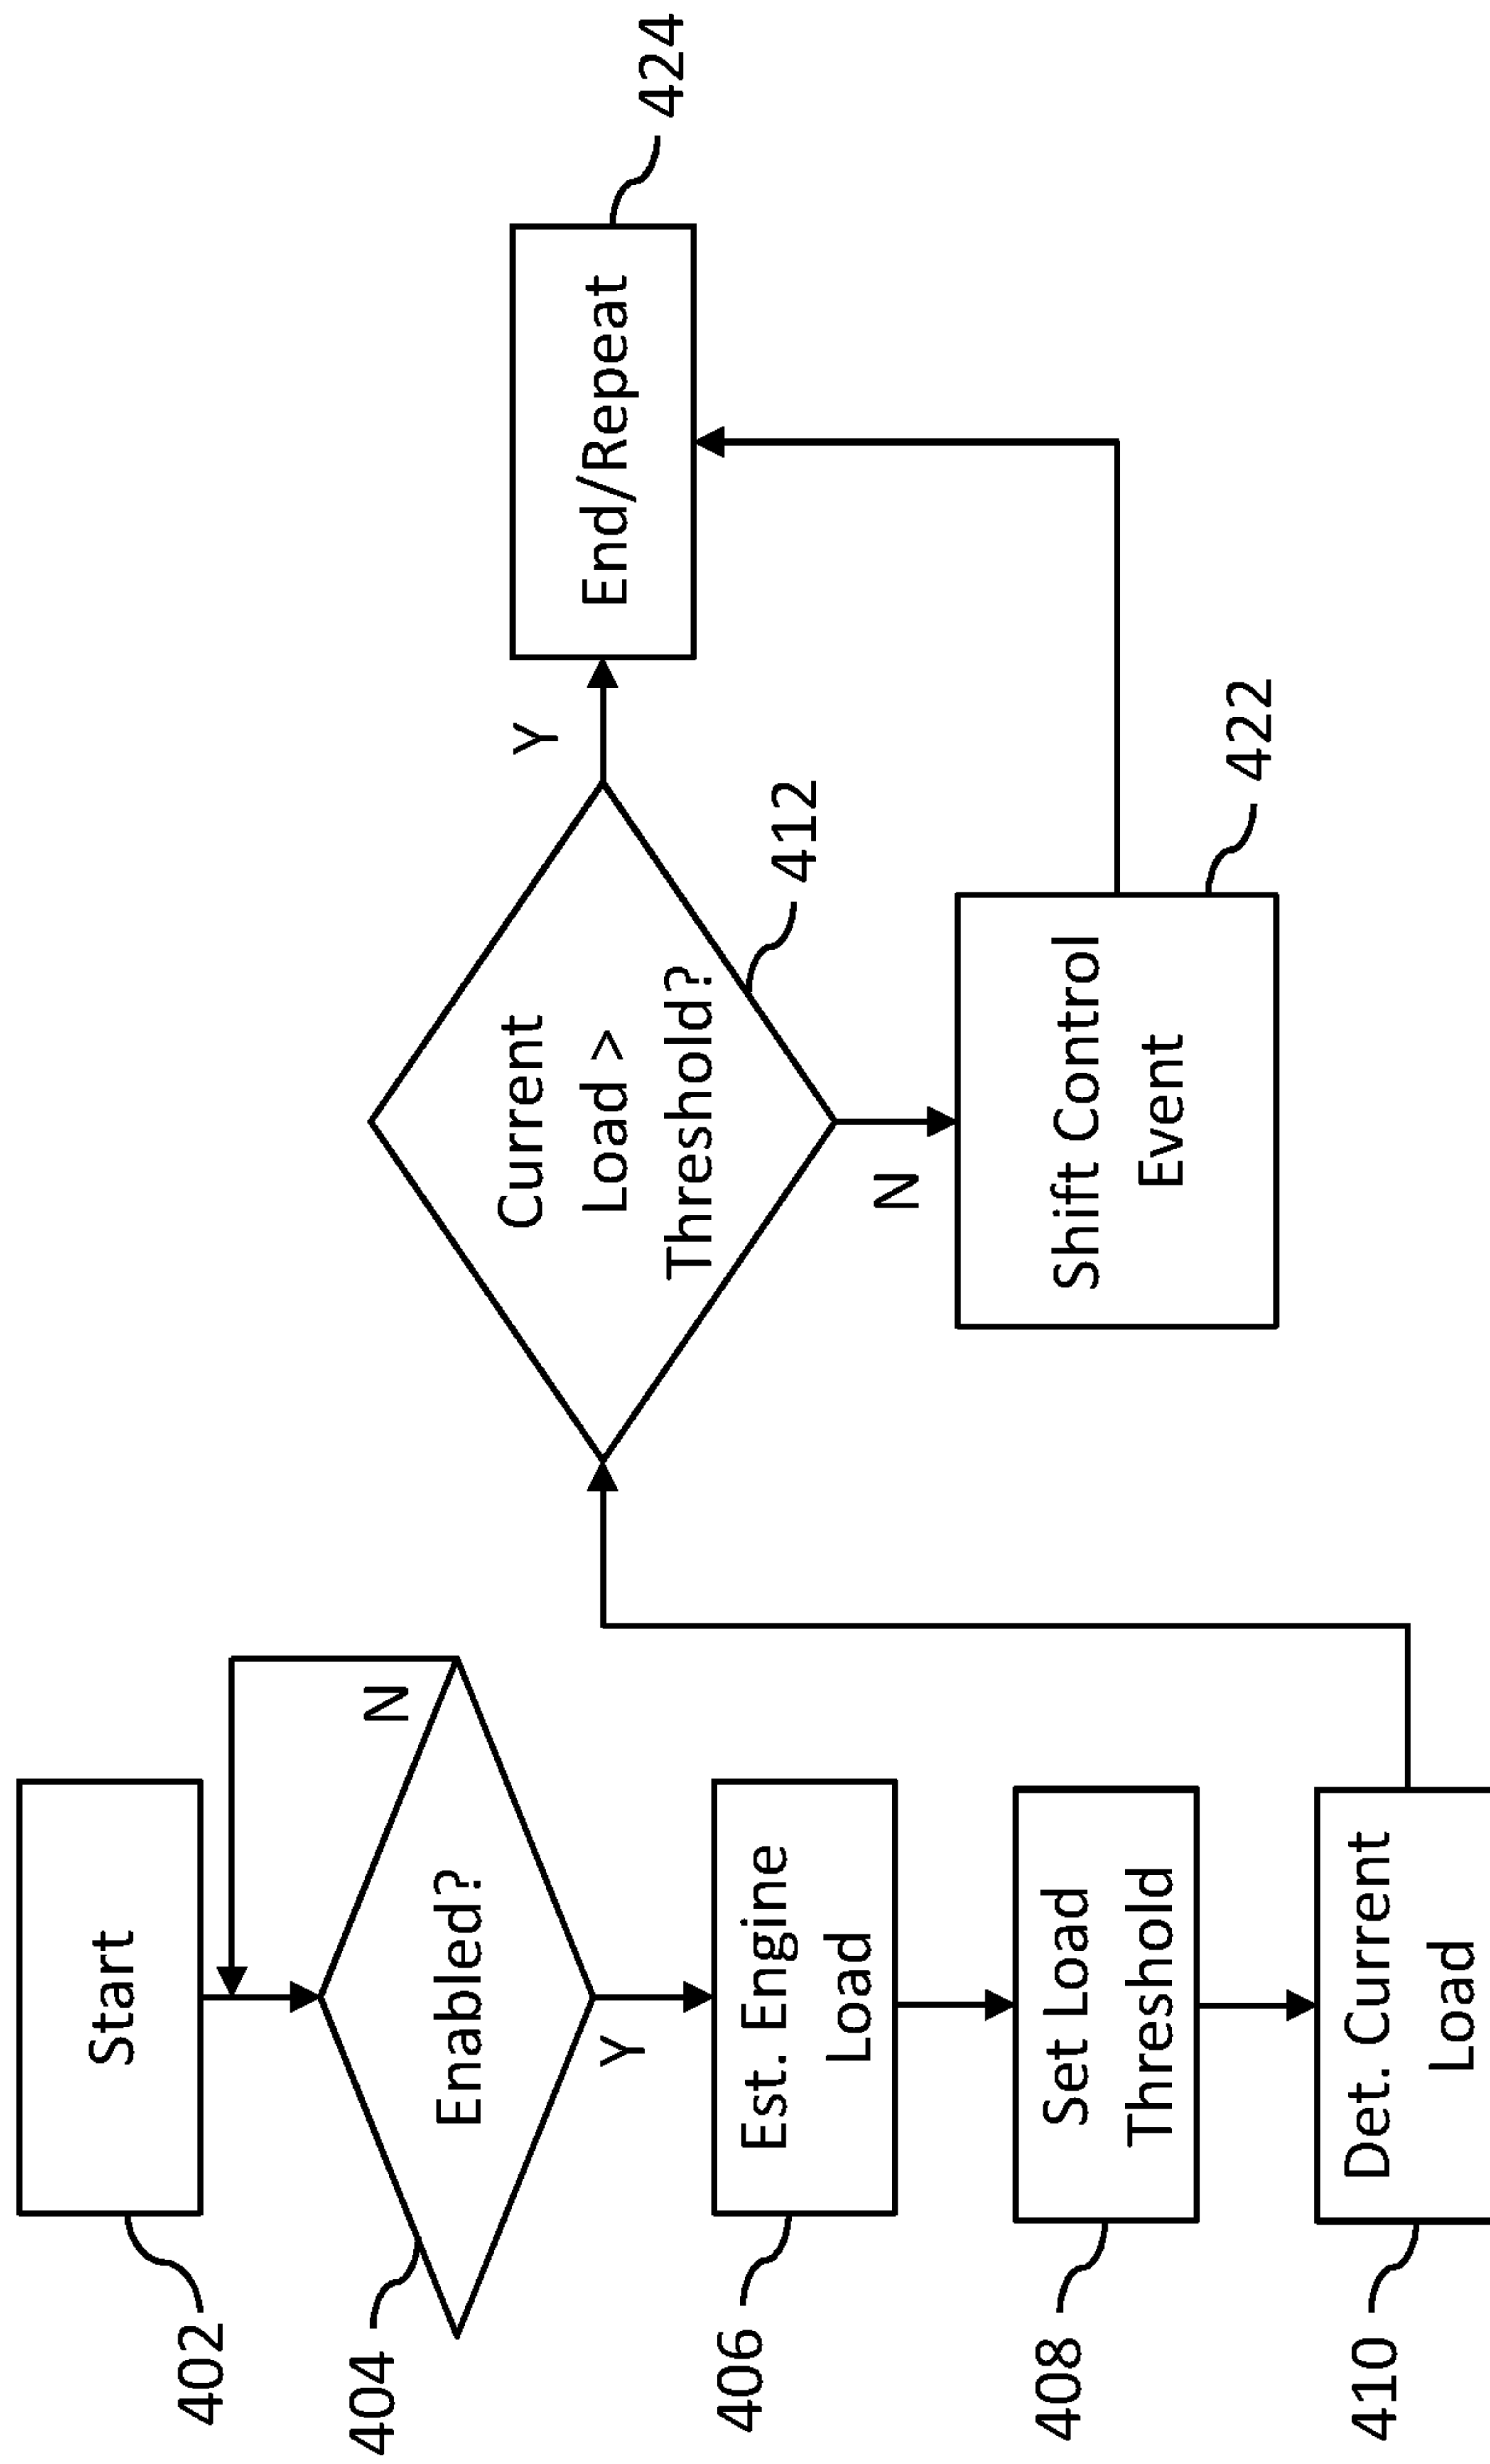 402
Start
404
Enabled?
N
Y
406
Est. Engine
Load
408
Set Load
Threshold
410
Det. Current
Load
Current
Load >
Threshold?
412
Y
N
Shift Control
Event
422
End/Repeat
424